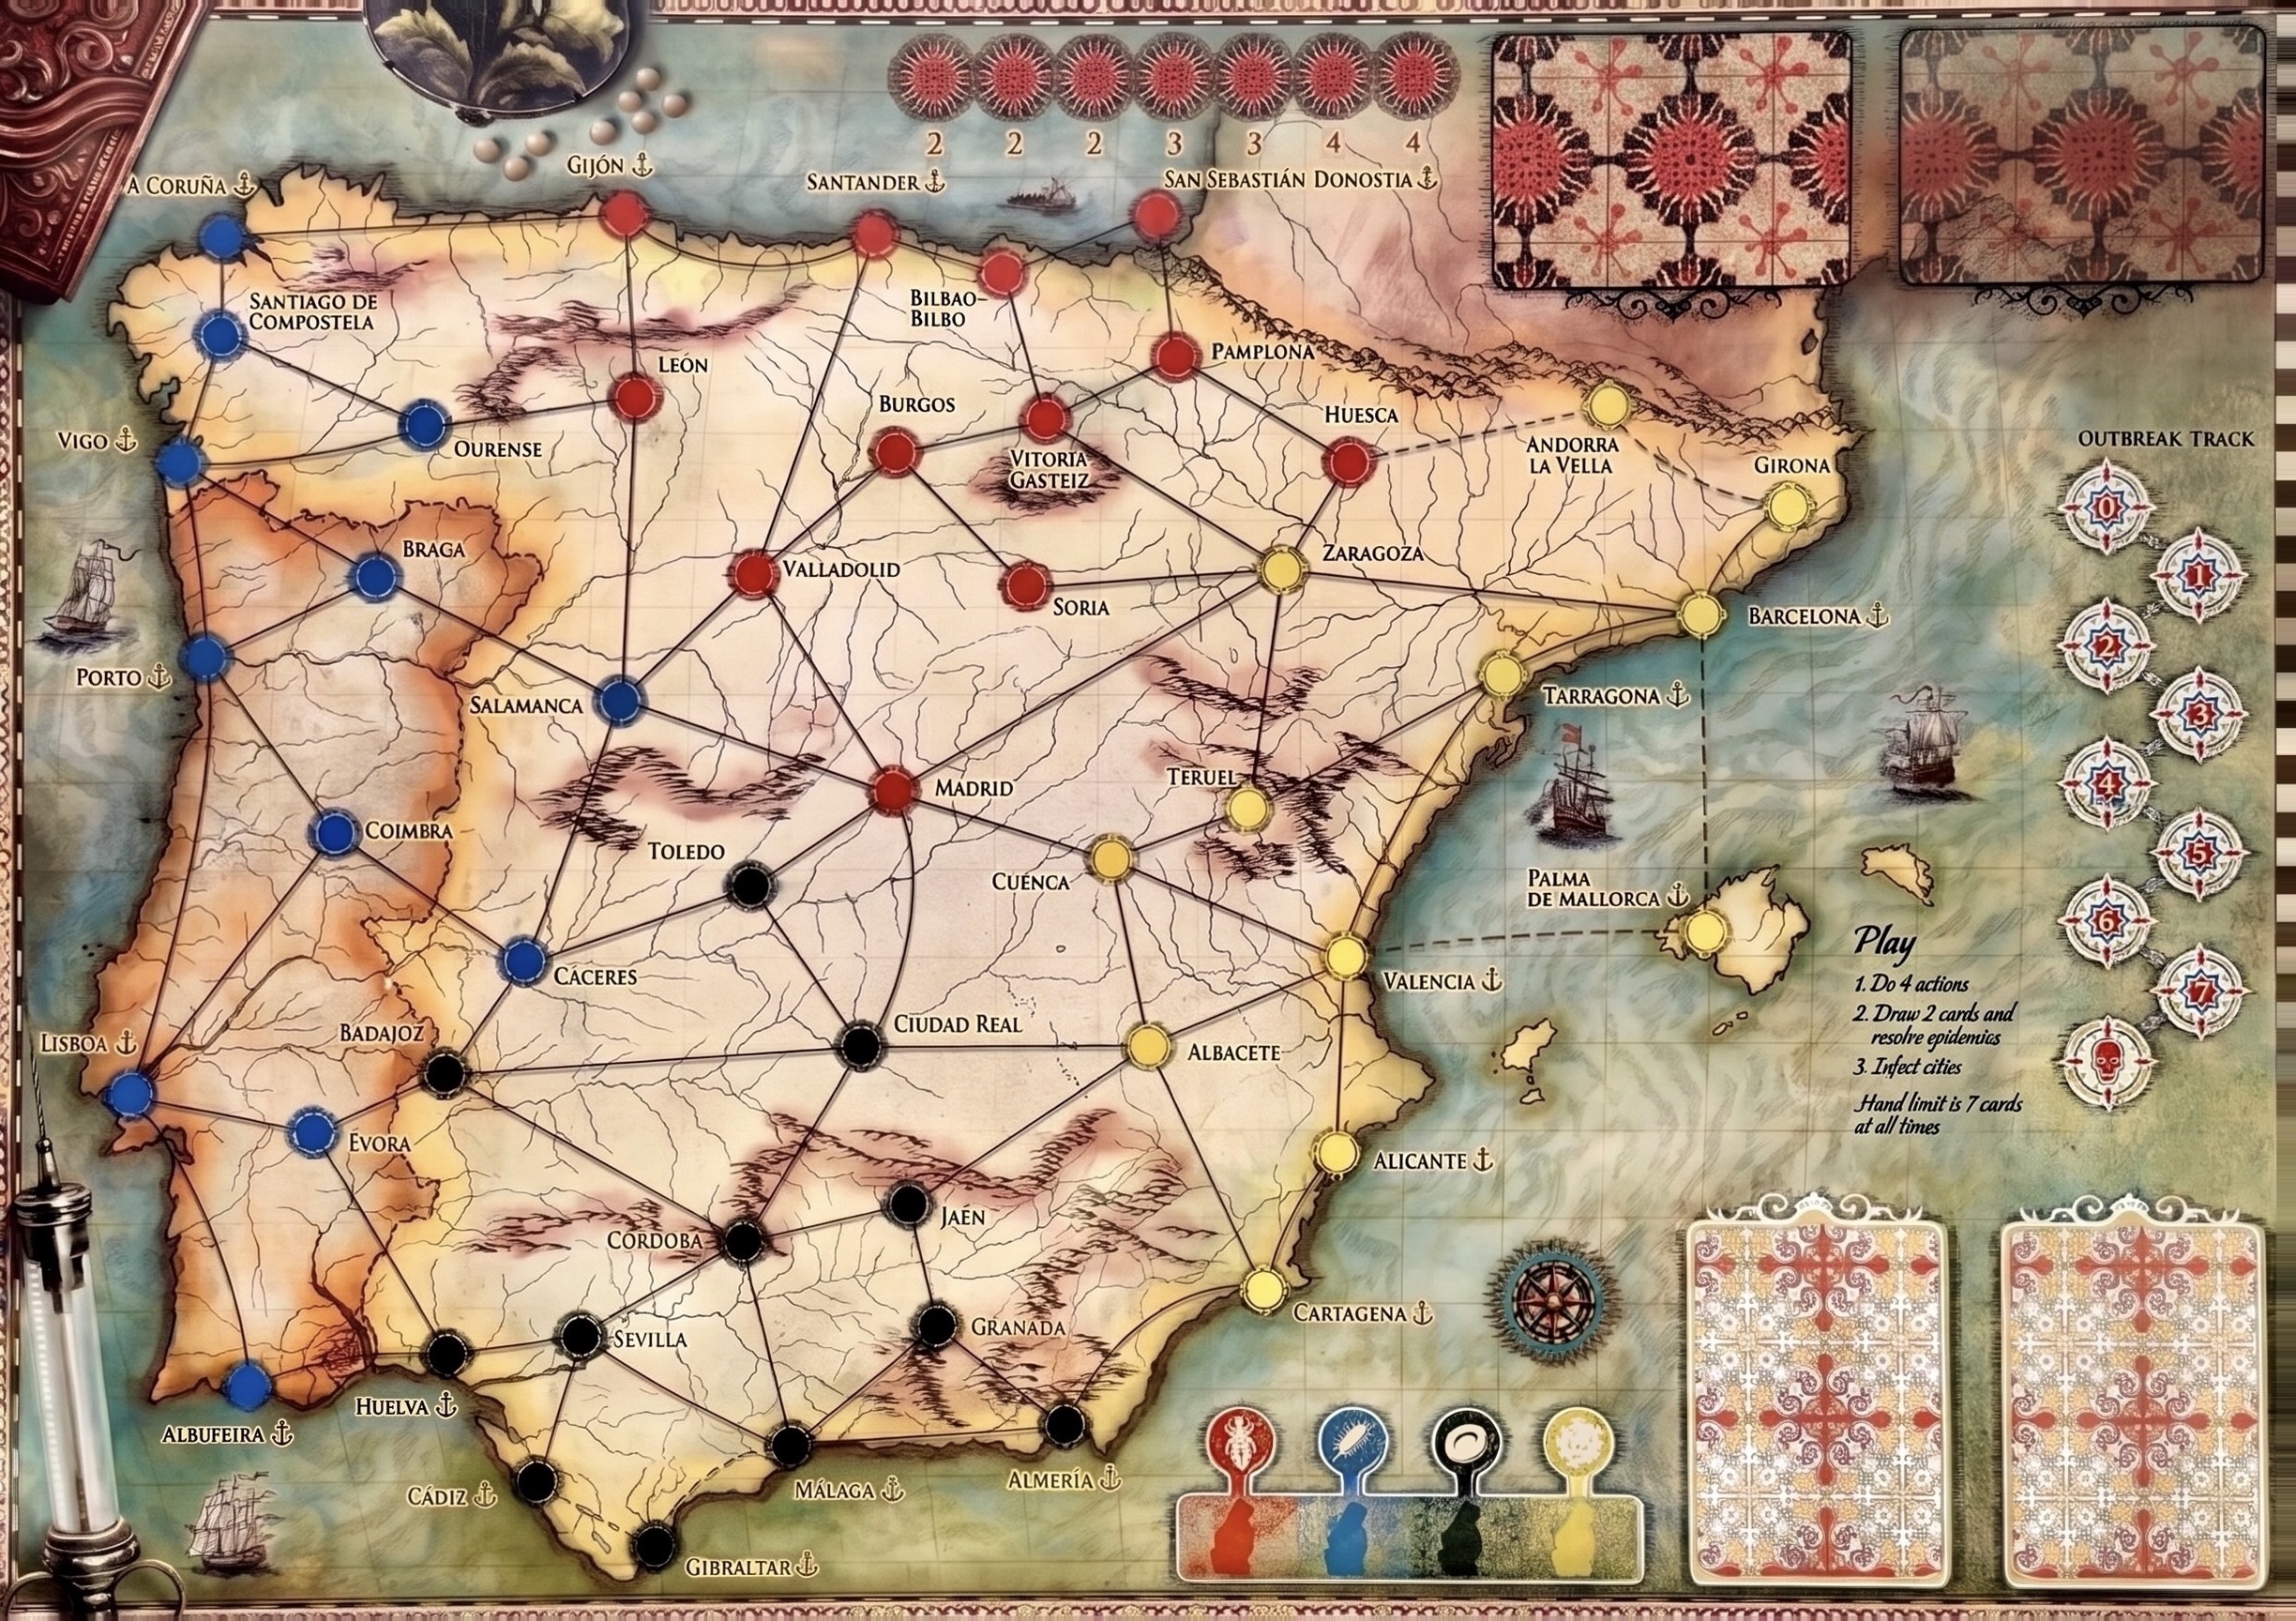 2 2 2 3 3 4 4
GIJÓN
A CORUÑA
SANTANDER
SAN SEBASTIÁN DONOSTIA
SANTIAGO DE
COMPOSTELA
BILBAO-
BILBO
LEÓN
PAMPLONA
BURGOS
HUESCA
VIGO
OURENSE
VITORIA
GASTEIZ
ANDORRA
LA VELLA
GIRONA
OUTBREAK TRACK
0
1
2
3
4
5
6
7
BRAGA
VALLADOLID
ZARAGOZA
SORIA
BARCELONA
PORTO
SALAMANCA
TARRAGONA
MADRID
TERUEL
COIMBRA
TOLEDO
CUENCA
PALMA
DE MALLORCA
CÁCERES
VALENCIA
BADAJOZ
CIUDAD REAL
LISBOA
ALBACETE
ÉVORA
ALICANTE
JAÉN
CÓRDOBA
CARTAGENA
SEVILLA
GRANADA
HUELVA
ALBUFEIRA
CÁDIZ
MÁLAGA
ALMERÍA
GIBRALTAR
Play
1. Do 4 actions
2. Draw 2 cards and
resolve epidemics
3. Infect cities
Hand limit is 7 cards
at all times